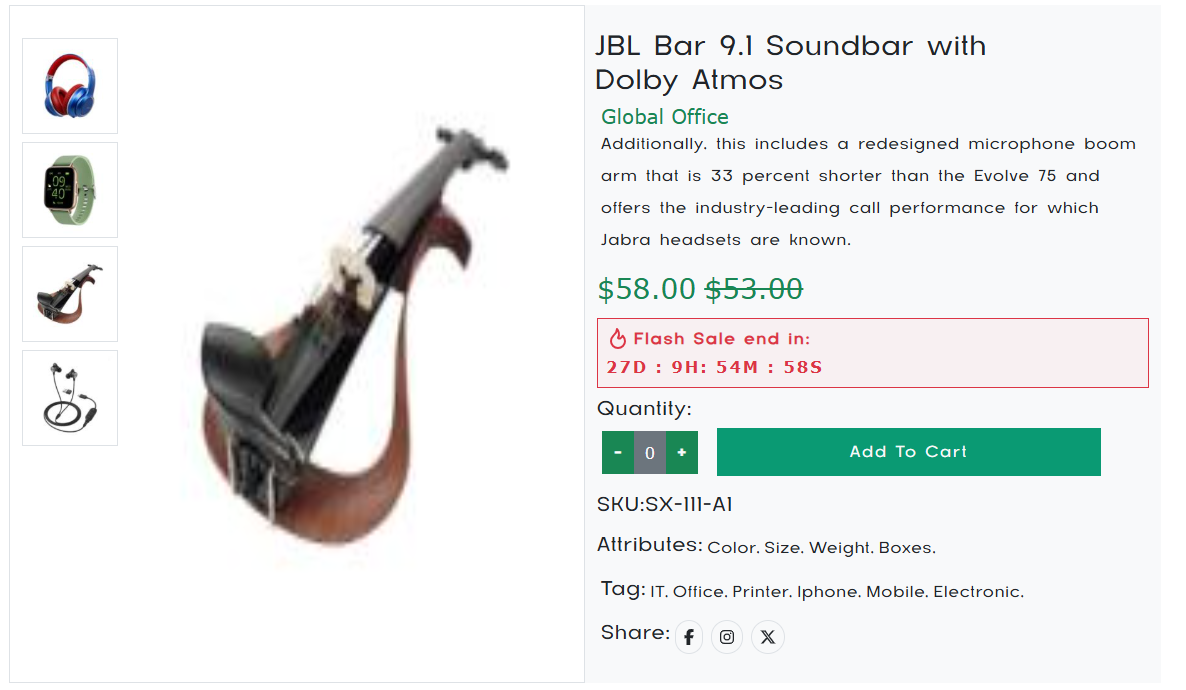 JBL Bar 9.1 Soundbar with
Dolby Atmos
Global Office
Additionally. this includes a redesigned microphone boom
arm that is 33 percent shorter than the Evolve 75 and
offers the industry-leading call performance for which
Jabra headsets are known.
$58.00 $53.00
Flash Sale end in:
27D : 9H: 54M : 58S
Quantity:
- 0 + Add To Cart
SKU:SX-111-A1
Attributes: Color. Size. Weight. Boxes.
Tag: IT. Office. Printer. Iphone. Mobile. Electronic.
Share: